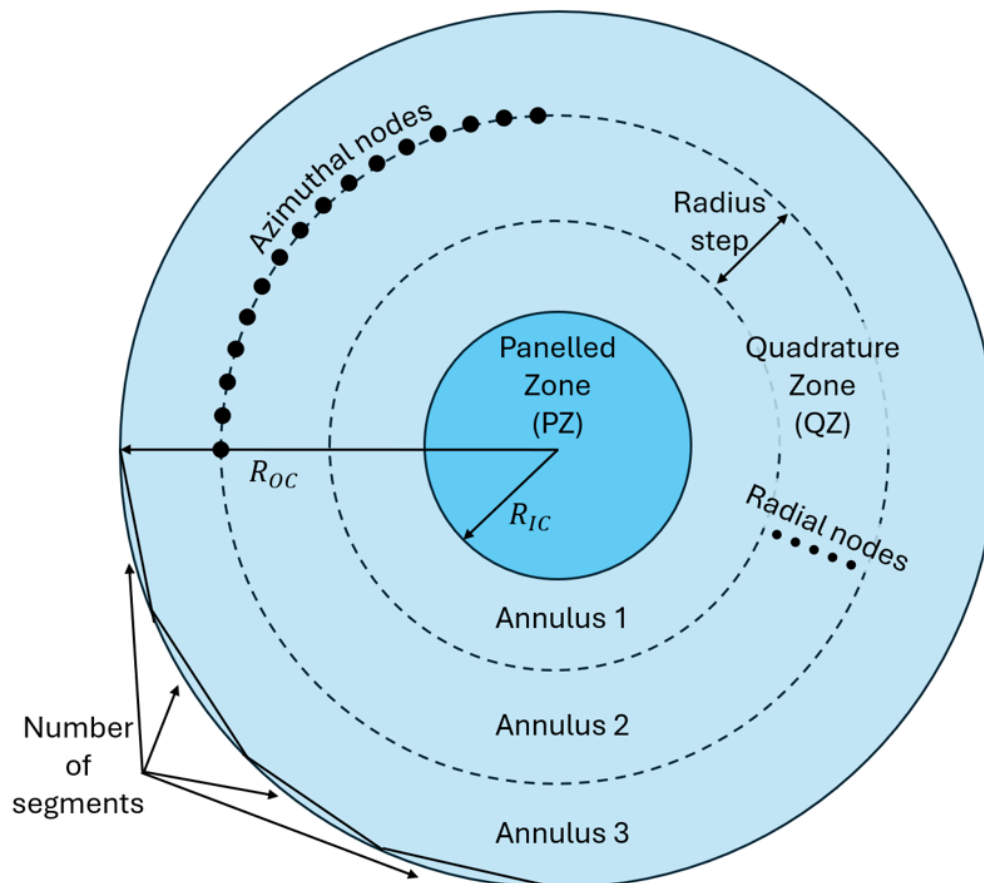 Azimuthal nodes
Radius
step
Panelled
Zone
(PZ)
Quadrature
Zone
(QZ)
R_OC
R_IC
Radial nodes
Annulus 1
Annulus 2
Number
of
segments
Annulus 3